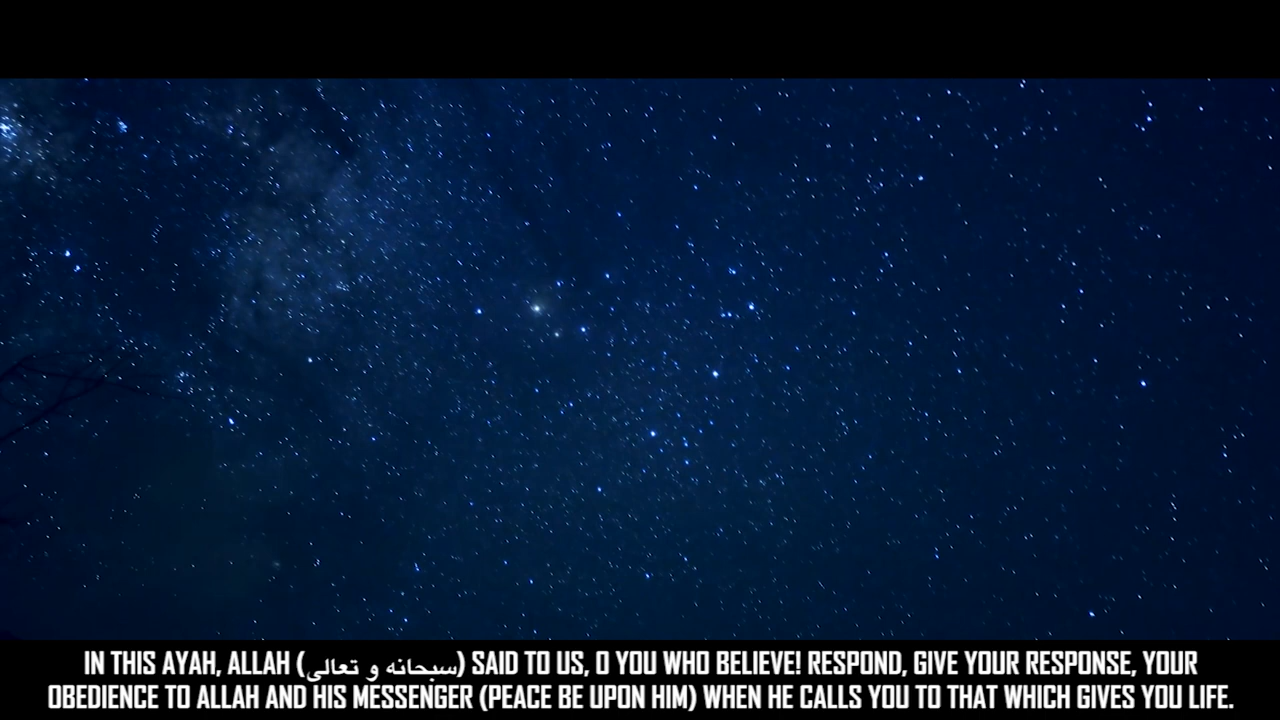 IN THIS AYAH, ALLAH (سبحانه و تعالى) SAID TO US, O YOU WHO BELIEVE! RESPOND, GIVE YOUR RESPONSE, YOUR
OBEDIENCE TO ALLAH AND HIS MESSENGER (PEACE BE UPON HIM) WHEN HE CALLS YOU TO THAT WHICH GIVES YOU LIFE.